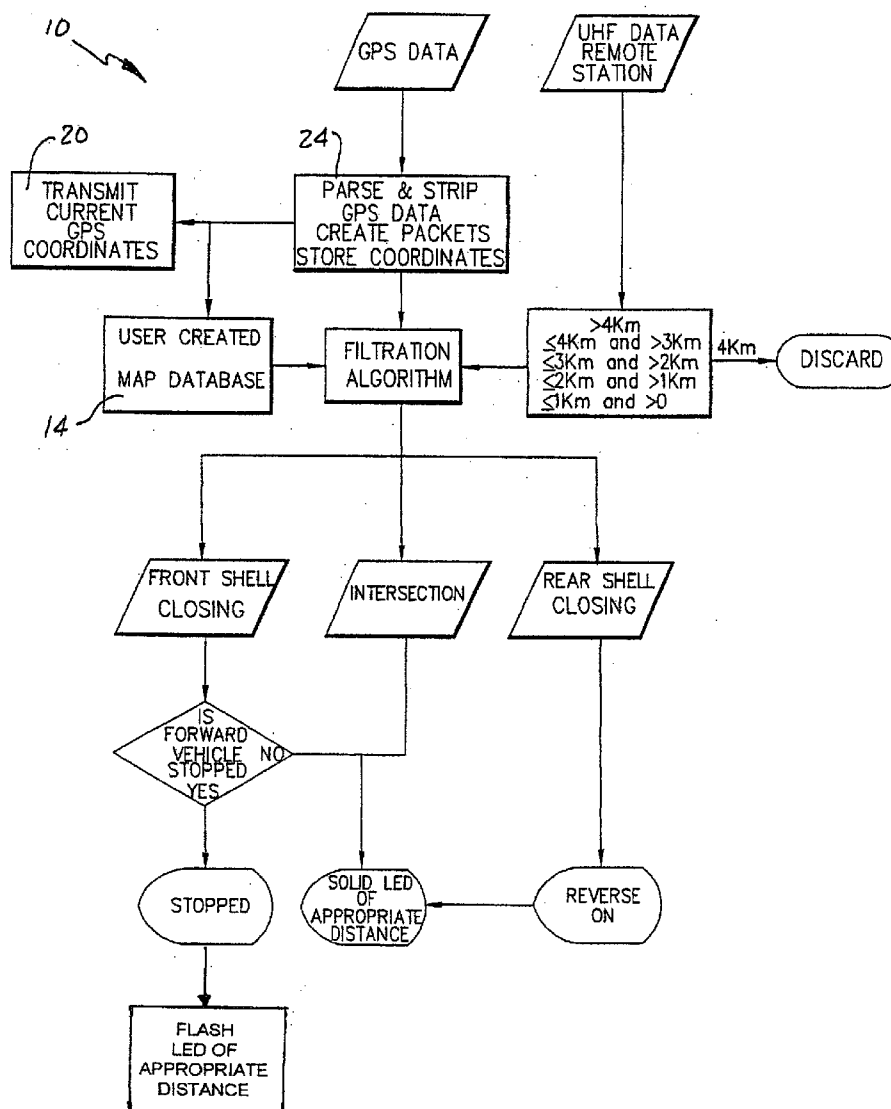 10
GPS DATA
UHF DATA
REMOTE
STATION
20
24
TRANSMIT
CURRENT
GPS
COORDINATES
PARSE & STRIP
GPS DATA
CREATE PACKETS
STORE COORDINATES
USER CREATED
MAP DATABASE
14
FILTRATION
ALGORITHM
>4Km
≤4Km and >3Km
≤3Km and >2Km
≤2Km and >1Km
≤1Km and >0
4Km
DISCARD
FRONT SHELL
CLOSING
INTERSECTION
REAR SHELL
CLOSING
IS
FORWARD
VEHICLE NO
STOPPED
YES
STOPPED
SOLID LED
OF
APPROPRIATE
DISTANCE
REVERSE
ON
FLASH
LED OF
APPROPRIATE
DISTANCE